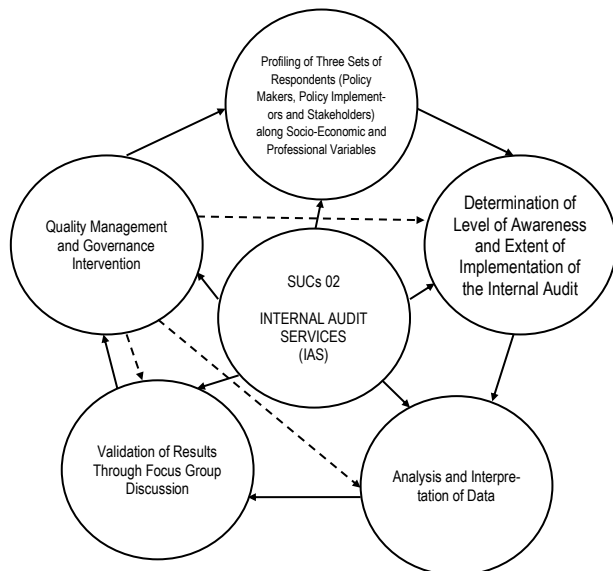 Profiling of Three Sets of
Respondents (Policy
Makers, Policy Implement-
ors and Stakeholders)
along Socio-Economic and
Professional Variables
Quality Management
and Governance
Intervention
Determination of
Level of Awareness
and Extent of
Implementation of
the Internal Audit
SUCs 02
INTERNAL AUDIT
SERVICES
(IAS)
Validation of Results
Through Focus Group
Discussion
Analysis and Interpre-
tation of Data